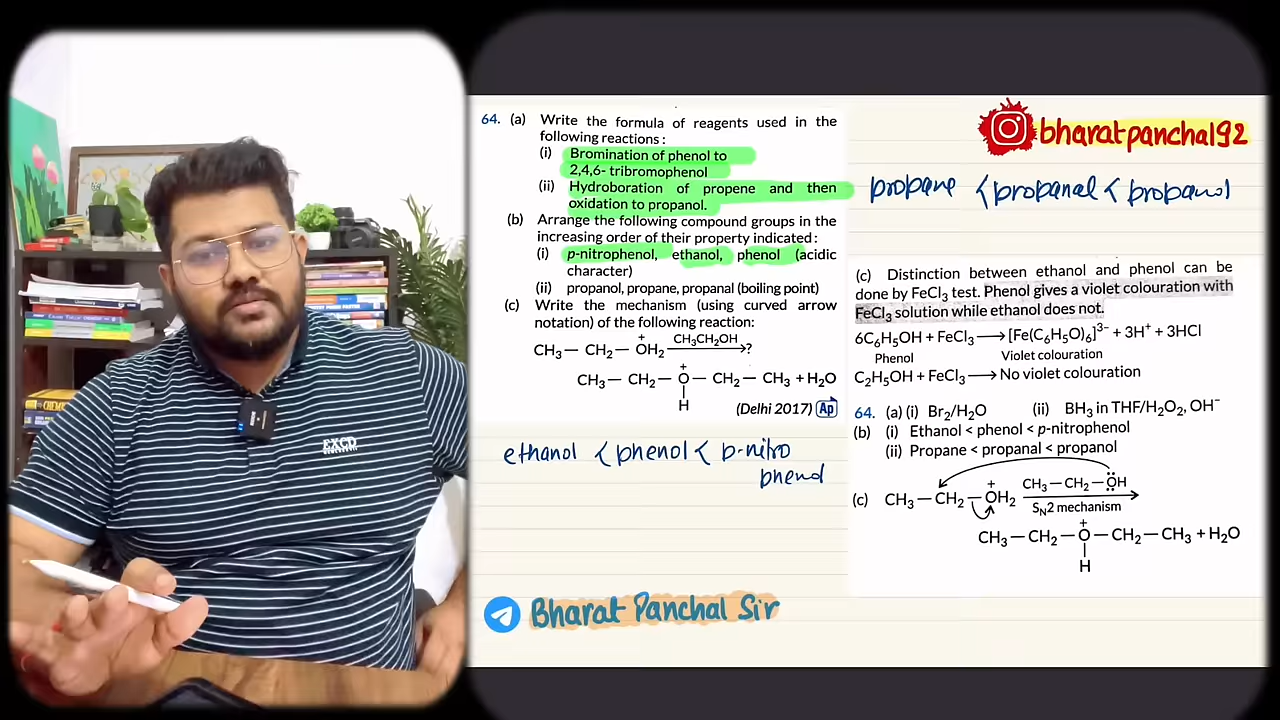 64. (a) Write the formula of reagents used in the
following reactions :
(i) Bromination of phenol to
2,4,6- tribromophenol
(ii) Hydroboration of propene and then
oxidation to propanol.
(b) Arrange the following compound groups in the
increasing order of their property indicated :
(i) p-nitrophenol, ethanol, phenol (acidic
character)
(ii) propanol, propane, propanal (boiling point)
(c) Write the mechanism (using curved arrow
notation) of the following reaction:
CH₃— CH₂— O⁺H₂ —CH₃CH₂OH→ ?
CH₃— CH₂— O⁺— CH₂— CH₃ + H₂O
H
(Delhi 2017) Ap
ethanol < phenol < p-nitro
phenol
Bharat Panchal Sir
bharatpanchal92
propane < propanal < propanol
(c) Distinction between ethanol and phenol can be
done by FeCl₃ test. Phenol gives a violet colouration with
FeCl₃ solution while ethanol does not.
6C₆H₅OH + FeCl₃ ⟶ [Fe(C₆H₅O)₆]³⁻ + 3H⁺ + 3HCl
Phenol Violet colouration
C₂H₅OH + FeCl₃ ⟶ No violet colouration
64. (a) (i) Br₂/H₂O (ii) BH₃ in THF/H₂O₂, OH⁻
(b) (i) Ethanol < phenol < p-nitrophenol
(ii) Propane < propanal < propanol
(c) CH₃—CH₂—O⁺H₂ CH₃—CH₂—ÖH
SN2 mechanism
CH₃—CH₂—O⁺—CH₂—CH₃ + H₂O
H
EXCD